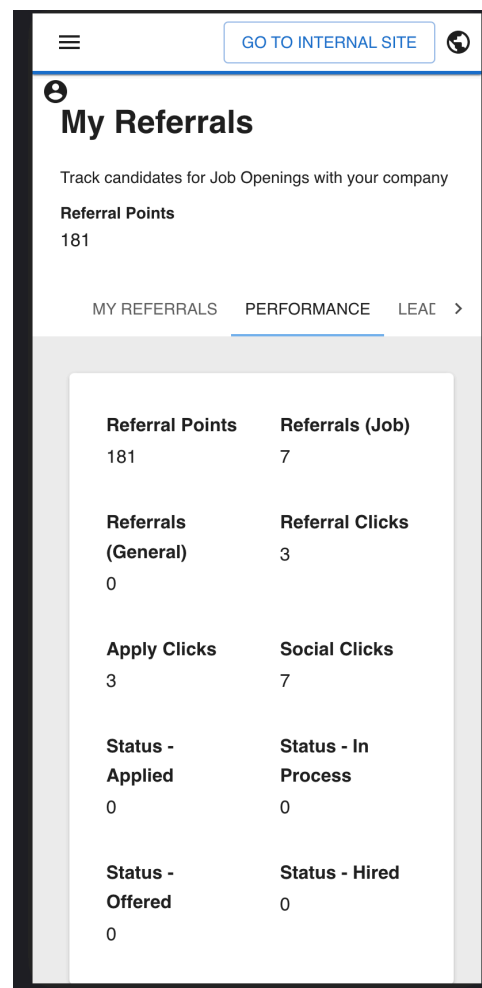 GO TO INTERNAL SITE
My Referrals
Track candidates for Job Openings with your company
Referral Points
181
MY REFERRALS PERFORMANCE LEAD
Referral Points Referrals (Job)
181 7
Referrals
(General)
0
Referral Clicks
3
Apply Clicks Social Clicks
3 7
Status -
Applied
0
Status - In
Process
0
Status -
Offered
0
Status - Hired
0